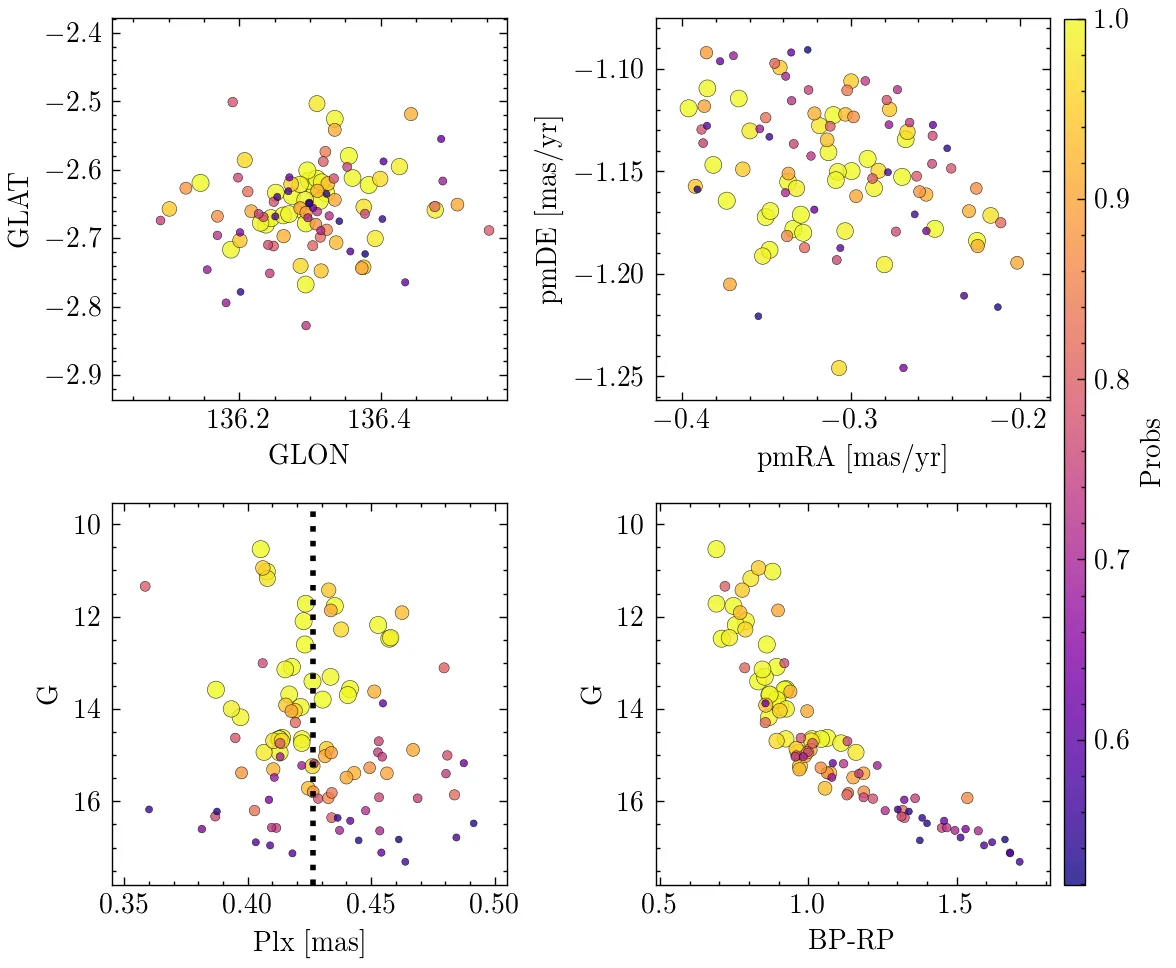 −2.4
−2.5
−2.6
−2.7
−2.8
−2.9
GLAT
136.2 136.4
GLON
−1.10
−1.15
−1.20
−1.25
pmDE [mas/yr]
−0.4 −0.3 −0.2
pmRA [mas/yr]
10
12
14
16
G
0.35 0.40 0.45 0.50
Plx [mas]
10
12
14
16
G
0.5 1.0 1.5
BP-RP
1.0
0.9
0.8
0.7
0.6
Probs